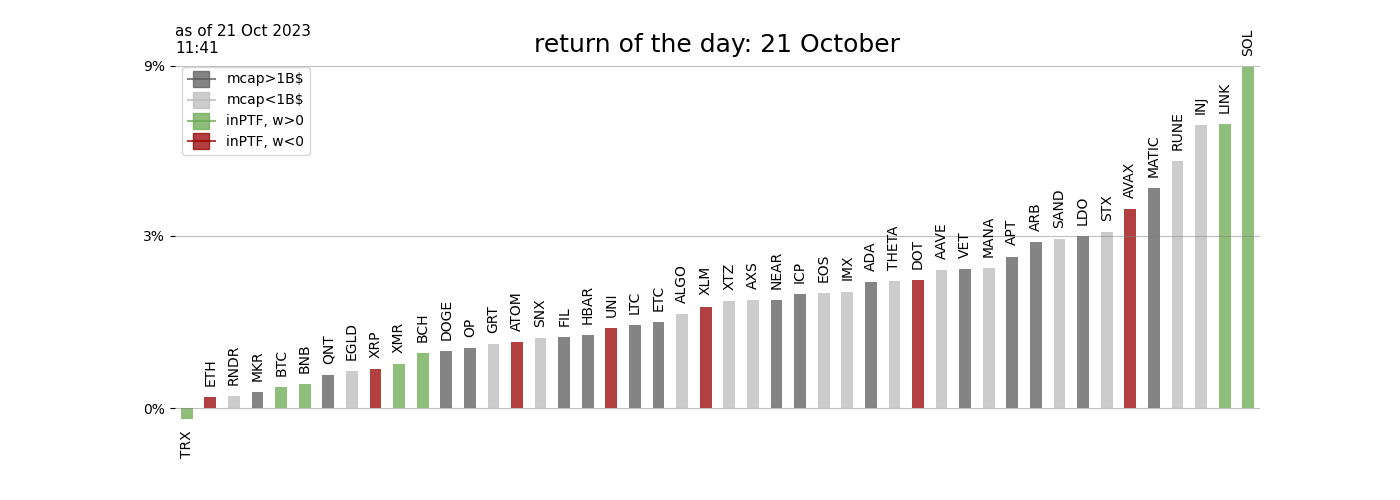 as of 21 Oct 2023
11:41
return of the day: 21 October
9%
3%
0%
mcap>1B$
mcap<1B$
inPTF, w>0
inPTF, w<0
TRX
ETH
RNDR
MKR
BTC
BNB
QNT
EGLD
XRP
XMR
BCH
DOGE
OP
GRT
ATOM
SNX
FIL
HBAR
UNI
LTC
ETC
ALGO
XLM
XTZ
AXS
NEAR
ICP
EOS
IMX
ADA
THETA
DOT
AAVE
VET
MANA
APT
ARB
SAND
LDO
STX
AVAX
MATIC
RUNE
INJ
LINK
SOL